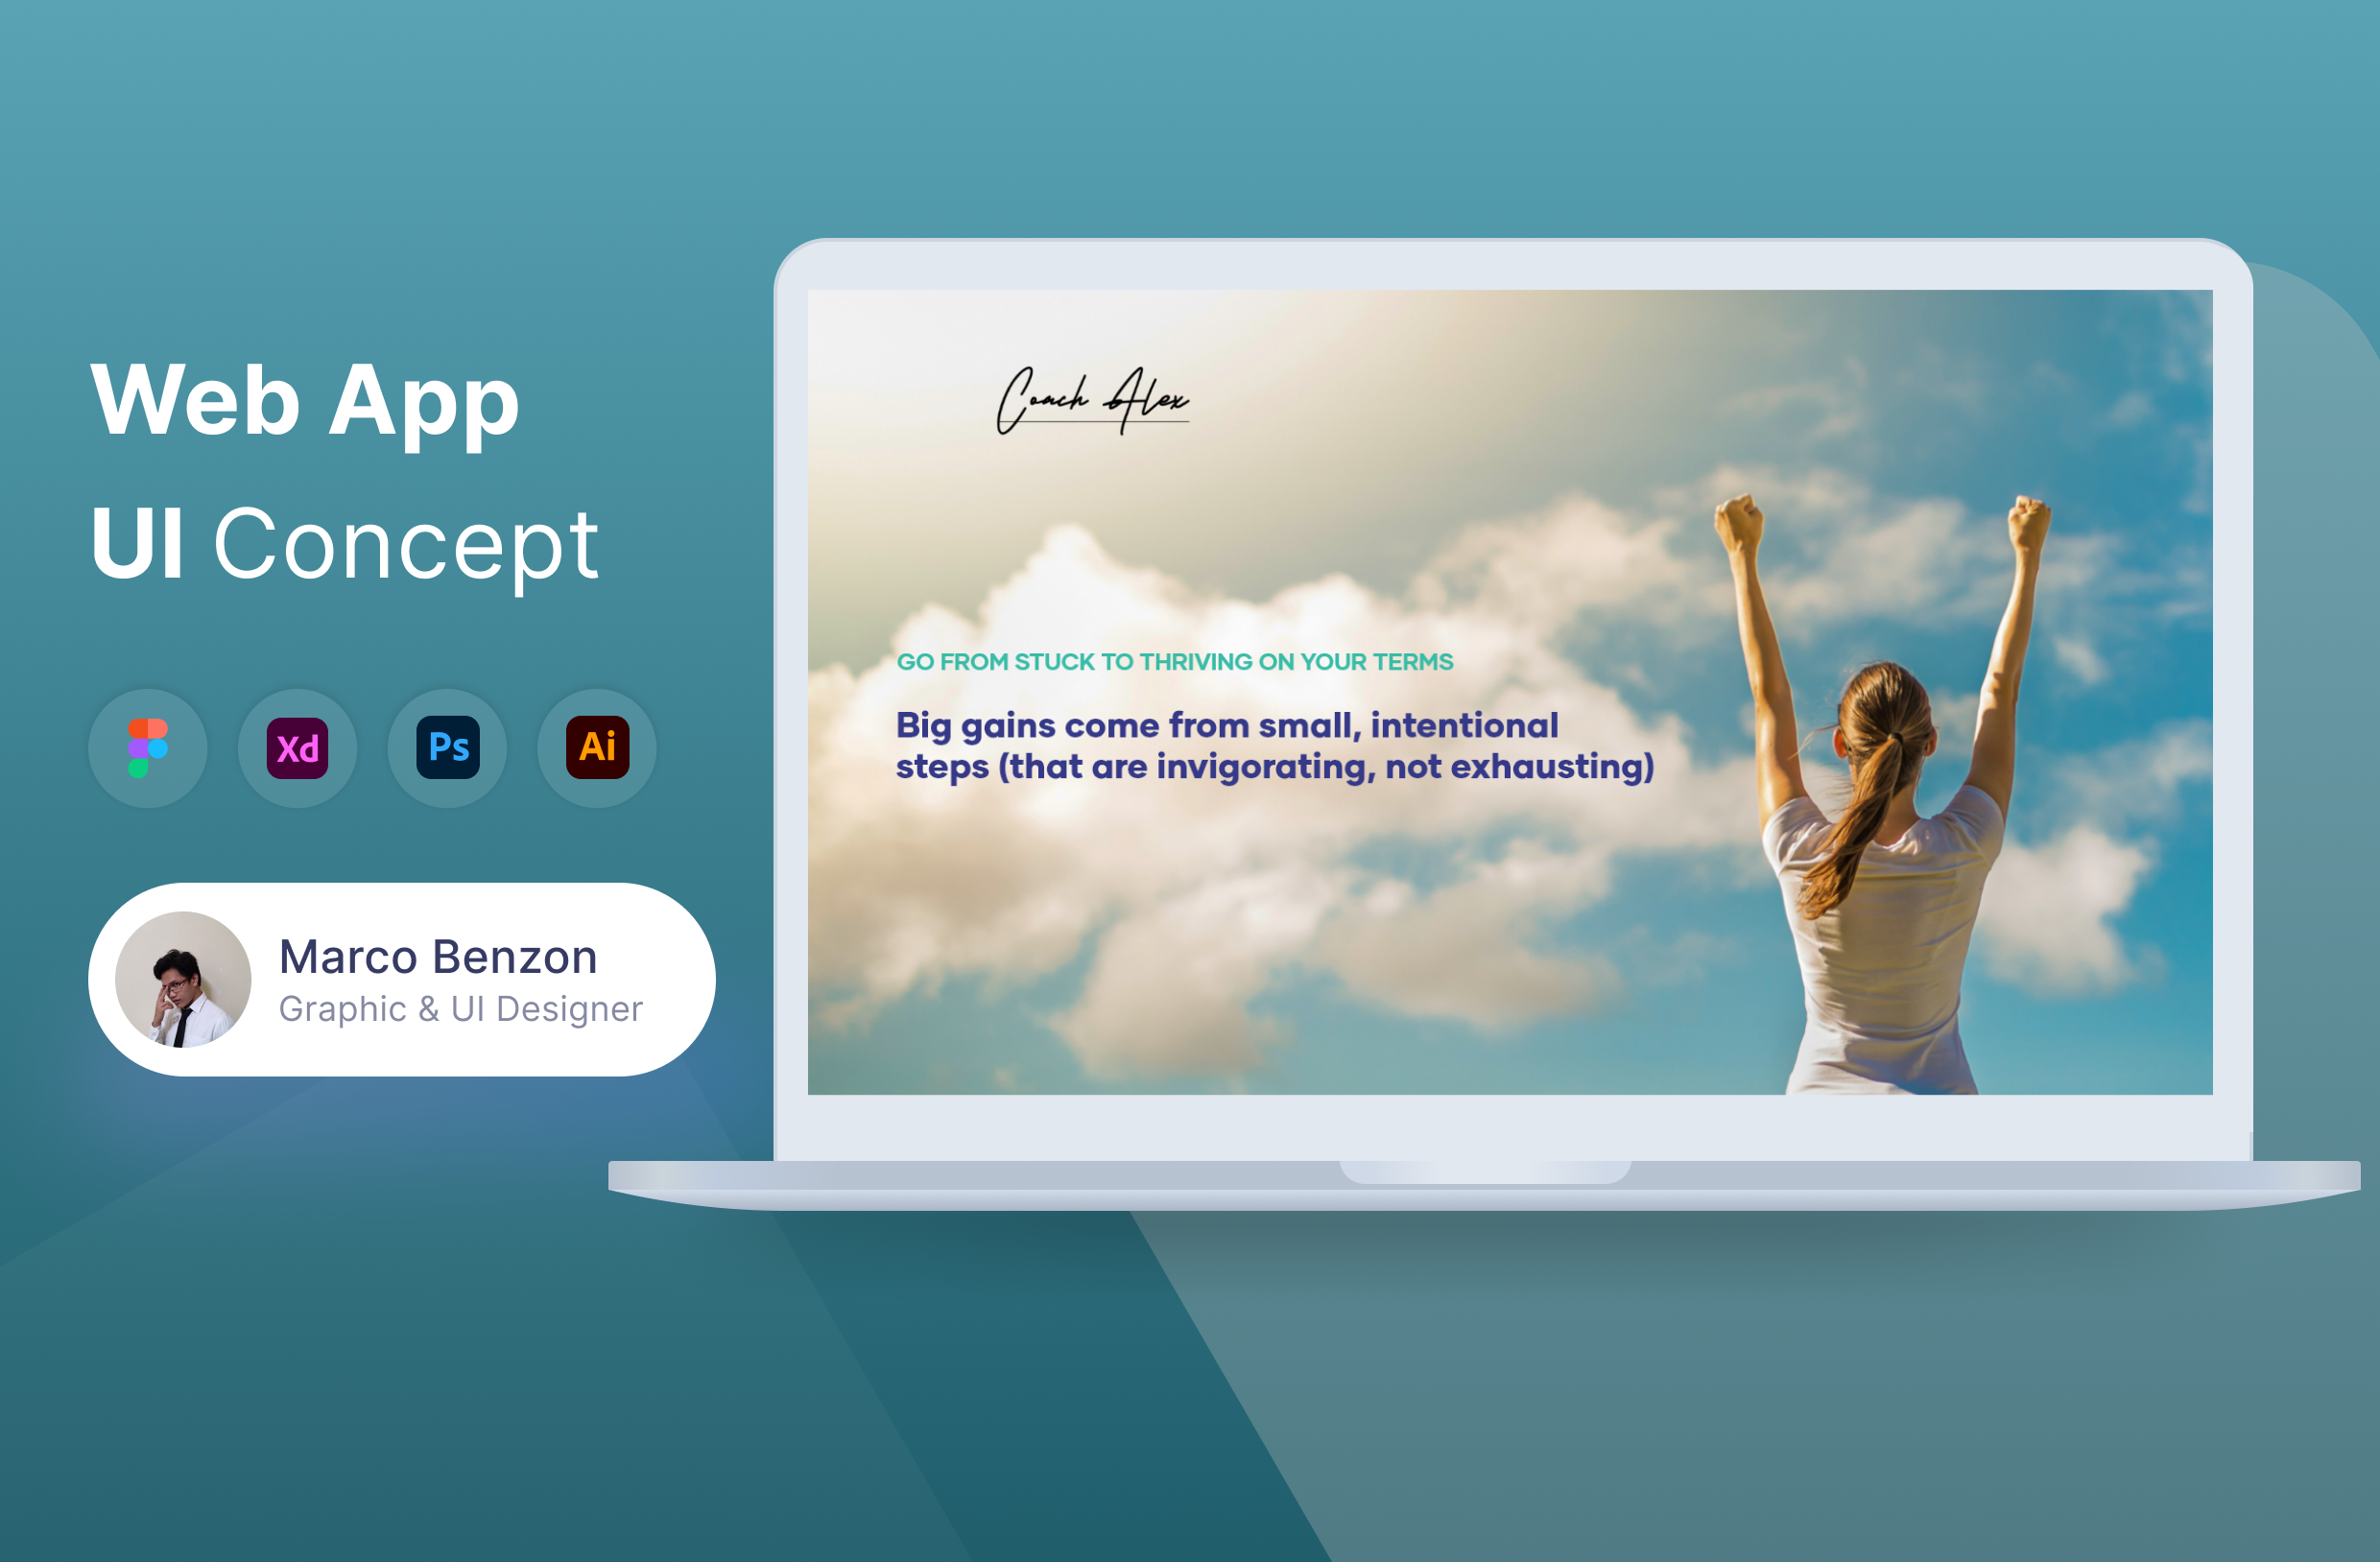 Web App
UI Concept
Xd
Ps
Ai
Marco Benzon
Graphic & UI Designer
Coach Alex
GO FROM STUCK TO THRIVING ON YOUR TERMS
Big gains come from small, intentional
steps (that are invigorating, not exhausting)